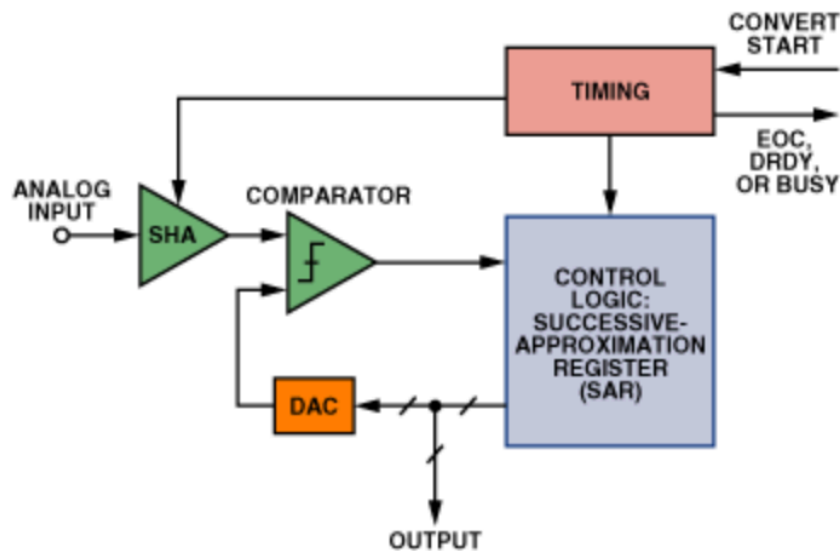 CONVERT
START
TIMING
EOC,
DRDY,
OR BUSY
ANALOG
INPUT
SHA
COMPARATOR
CONTROL
LOGIC:
SUCCESSIVE-
APPROXIMATION
REGISTER
(SAR)
DAC
OUTPUT